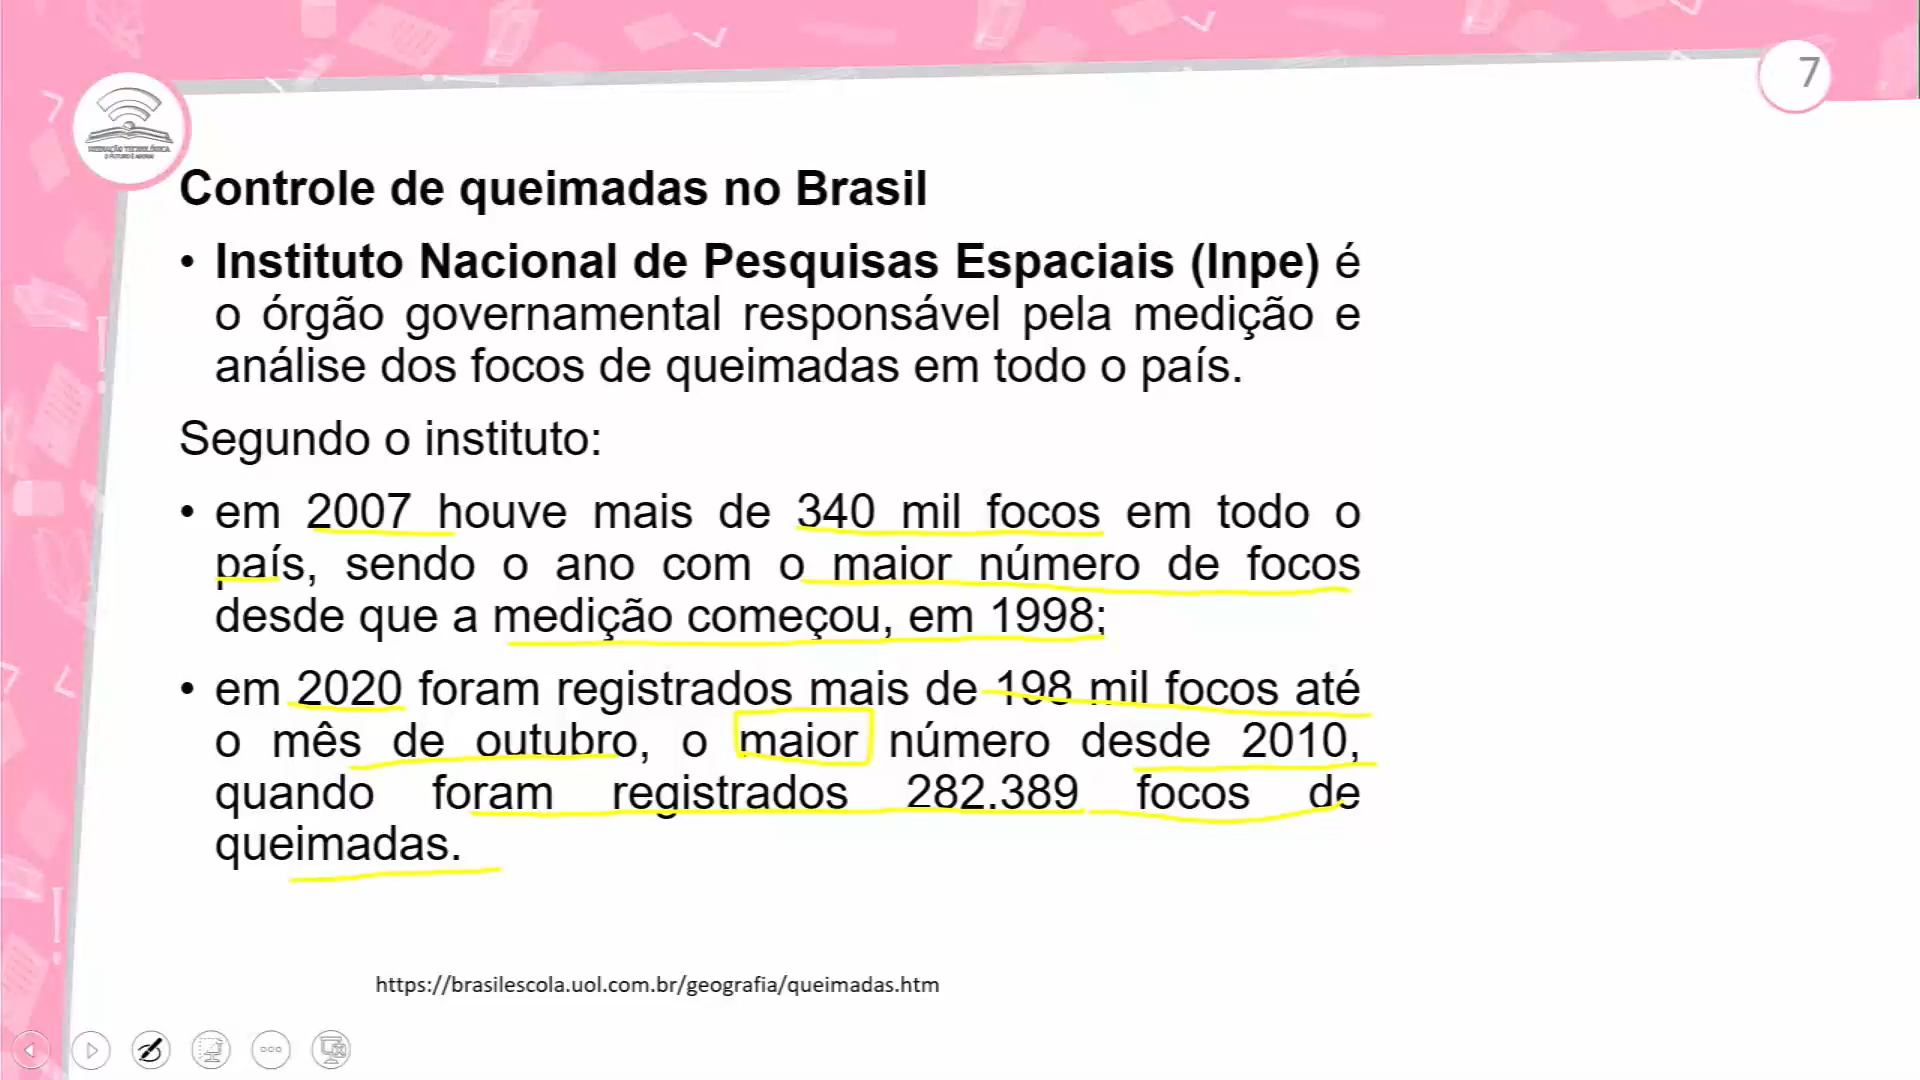 7
MEDIAÇÃO TECNOLÓGICA
O FUTURO É AGORA!
Controle de queimadas no Brasil
• Instituto Nacional de Pesquisas Espaciais (Inpe) é
o órgão governamental responsável pela medição e
análise dos focos de queimadas em todo o país.
Segundo o instituto:
• em 2007 houve mais de 340 mil focos em todo o
país, sendo o ano com o maior número de focos
desde que a medição começou, em 1998;
• em 2020 foram registrados mais de 198 mil focos até
o mês de outubro, o maior número desde 2010,
quando foram registrados 282.389 focos de
queimadas.
https://brasilescola.uol.com.br/geografia/queimadas.htm